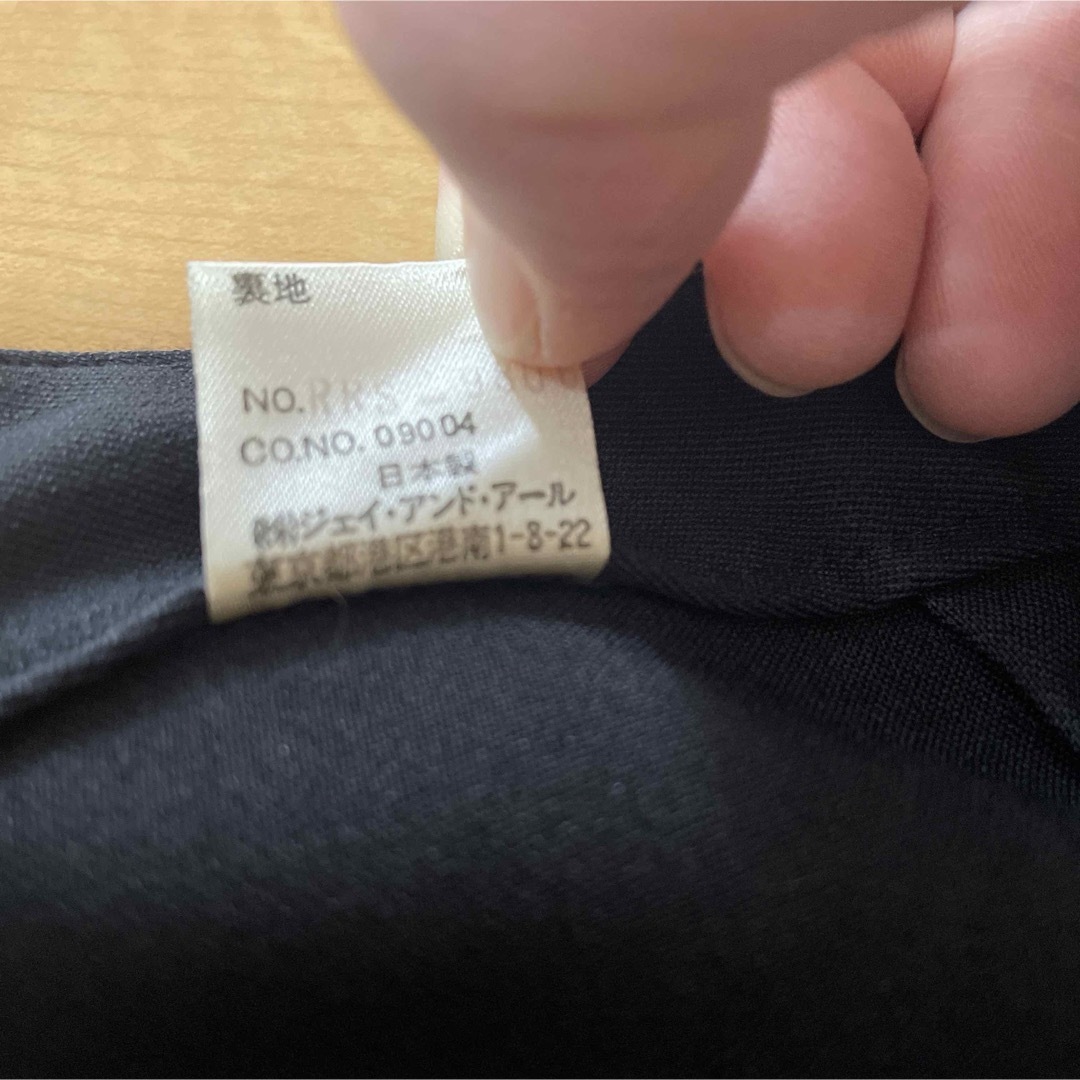 裏地
NO.RRS-
CO.NO. 09004
日本製
㈱ジェイ・アンド・アール
東京都港区港南1-8-22